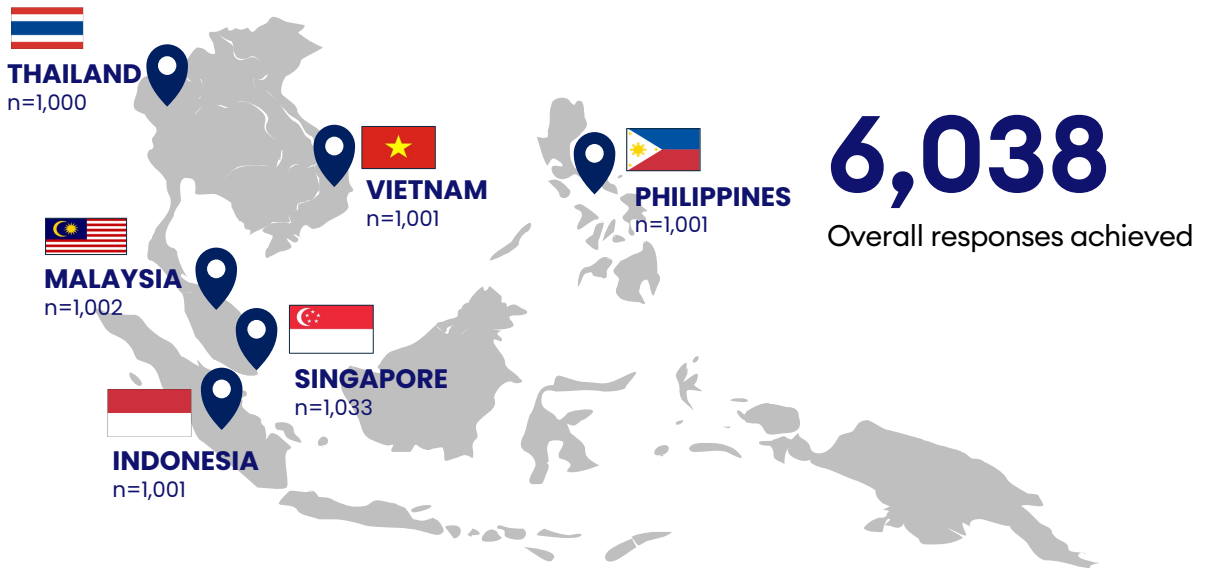 THAILAND
n=1,000
VIETNAM
n=1,001
PHILIPPINES
n=1,001
6,038
Overall responses achieved
MALAYSIA
n=1,002
SINGAPORE
n=1,033
INDONESIA
n=1,001